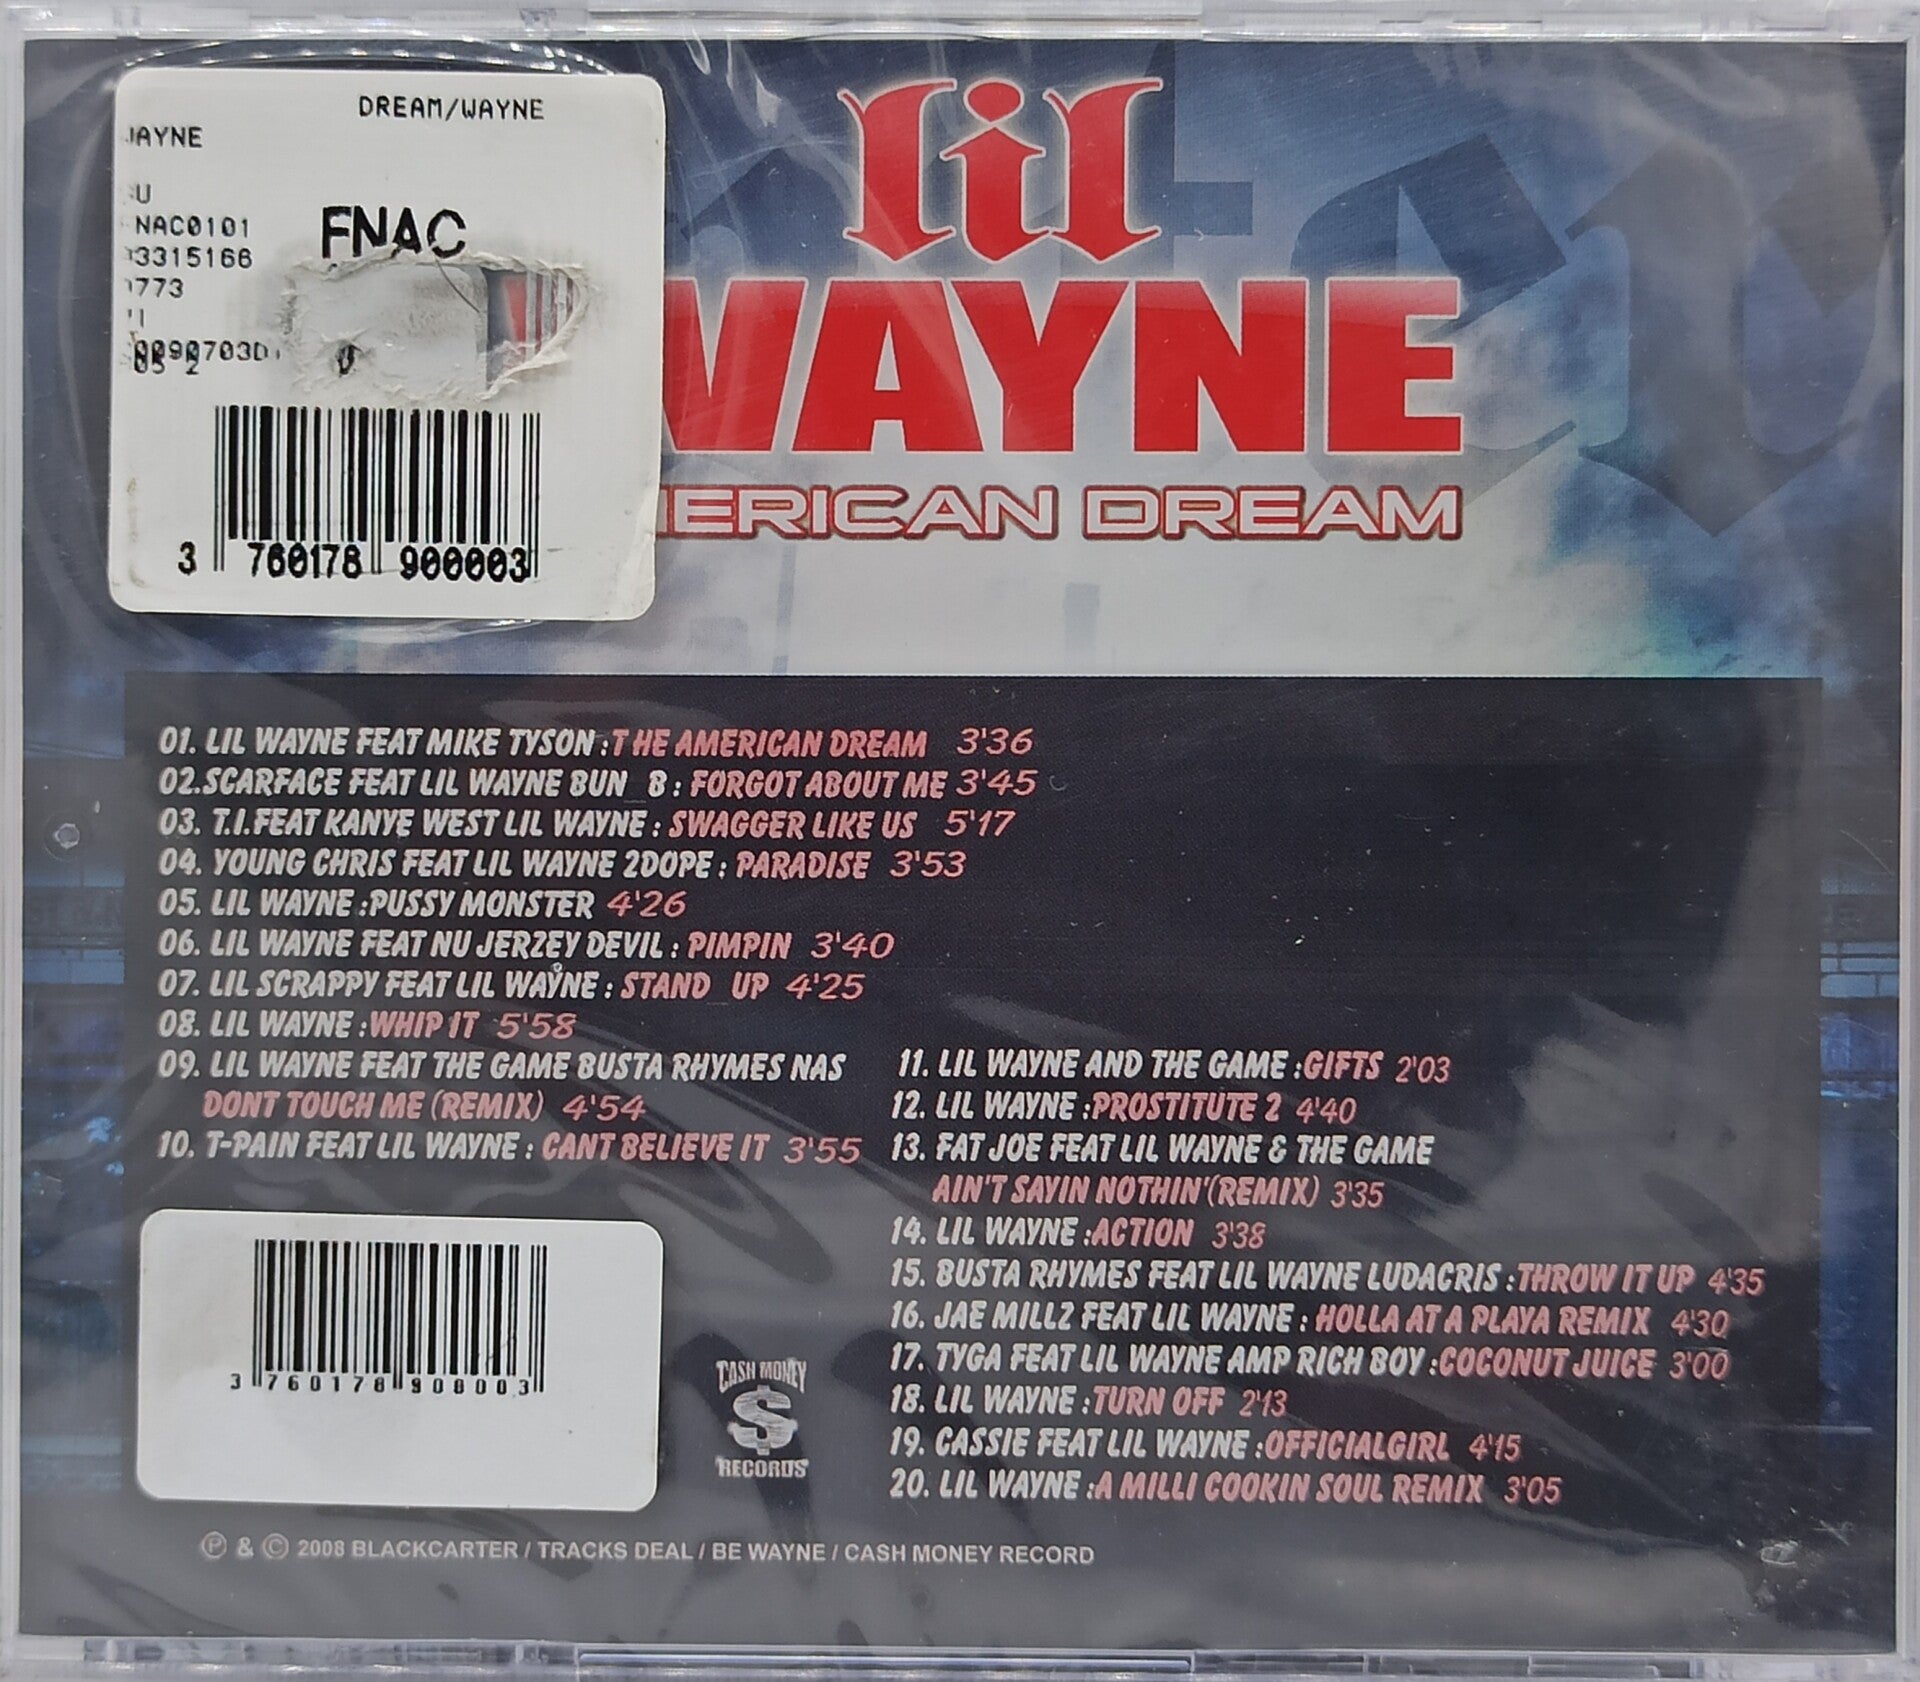 DREAM/WAYNE
WAYNE
NAC0101
3315166
FNAC
3 760178 900003
lil
WAYNE
AMERICAN DREAM
01. LIL WAYNE FEAT MIKE TYSON :T HE AMERICAN DREAM 3'36
02.SCARFACE FEAT LIL WAYNE BUN B : FORGOT ABOUT ME 3'45
03. T.I.FEAT KANYE WEST LIL WAYNE : SWAGGER LIKE US 5'17
04. YOUNG CHRIS FEAT LIL WAYNE 2DOPE : PARADISE 3'53
05. LIL WAYNE :PUSSY MONSTER 4'26
06. LIL WAYNE FEAT NU JERZEY DEVIL : PIMPIN 3'40
07. LIL SCRAPPY FEAT LIL WAYNE : STAND UP 4'25
08. LIL WAYNE :WHIP IT 5'58
09. LIL WAYNE FEAT THE GAME BUSTA RHYMES NAS
DONT TOUCH ME (REMIX) 4'54
10. T-PAIN FEAT LIL WAYNE : CANT BELIEVE IT 3'55
11. LIL WAYNE AND THE GAME :GIFTS 2'03
12. LIL WAYNE :PROSTITUTE 2 4'40
13. FAT JOE FEAT LIL WAYNE & THE GAME
AIN'T SAYIN NOTHIN'(REMIX) 3'35
14. LIL WAYNE :ACTION 3'38
15. BUSTA RHYMES FEAT LIL WAYNE LUDACRIS :THROW IT UP 4'35
16. JAE MILLZ FEAT LIL WAYNE : HOLLA AT A PLAYA REMIX 4'30
17. TYGA FEAT LIL WAYNE AMP RICH BOY :COCONUT JUICE 3'00
18. LIL WAYNE :TURN OFF 2'13
19. CASSIE FEAT LIL WAYNE :OFFICIALGIRL 4'15
20. LIL WAYNE :A MILLI COOKIN SOUL REMIX 3'05
3 760178 908003
CASH MONEY
RECORDS
℗ & © 2008 BLACKCARTER / TRACKS DEAL / BE WAYNE / CASH MONEY RECORD